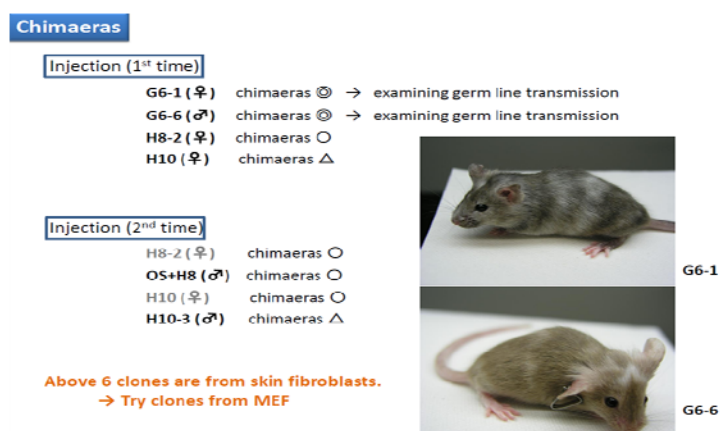 Chimaeras
Injection (1st time)
G6-1 (♀) chimaeras ◎ → examining germ line transmission
G6-6 (♂) chimaeras ◎ → examining germ line transmission
H8-2 (♀) chimaeras ○
H10 (♀) chimaeras △
Injection (2nd time)
H8-2 (♀) chimaeras ○
OS+H8 (♂) chimaeras ○
H10 (♀) chimaeras ○
H10-3 (♂) chimaeras △
G6-1
Above 6 clones are from skin fibroblasts.
→ Try clones from MEF
G6-6